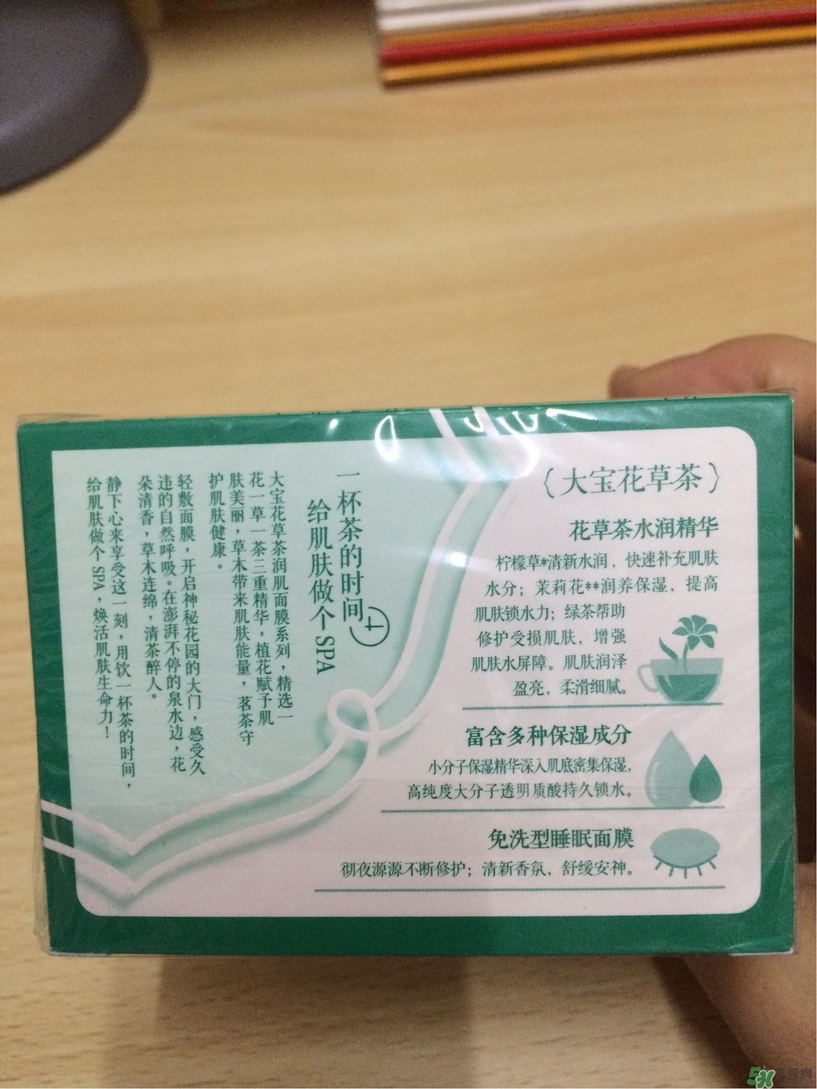 {大宝花草茶}
花草茶水润精华
柠檬草*清新水润，快速补充肌肤
水分；茉莉花**润养保湿，提高
肌肤锁水力；绿茶帮助
修护受损肌肤，增强
肌肤水屏障。肌肤润泽
盈亮，柔滑细腻。
富含多种保湿成分
小分子保湿精华深入肌底密集保湿，
高纯度大分子透明质酸持久锁水。
免洗型睡眠面膜
彻夜源源不断修护；清新香氛，舒缓安神。
一杯茶的时间
给肌肤做个SPA
大宝花草茶润肌面膜系列，精选一
花一草一茶三重精华，植花赋予肌
肤美丽，草木带来肌肤能量，茗茶守
护肌肤健康。
轻敷面膜，开启神秘花园的大门，感受久
违的自然呼吸。在澎湃不停的泉水边，花
朵清香，草木连绵，清茶醉人。
静下心来享受这一刻，用饮一杯茶的时间，
给肌肤做个SPA，焕活肌肤生命力！